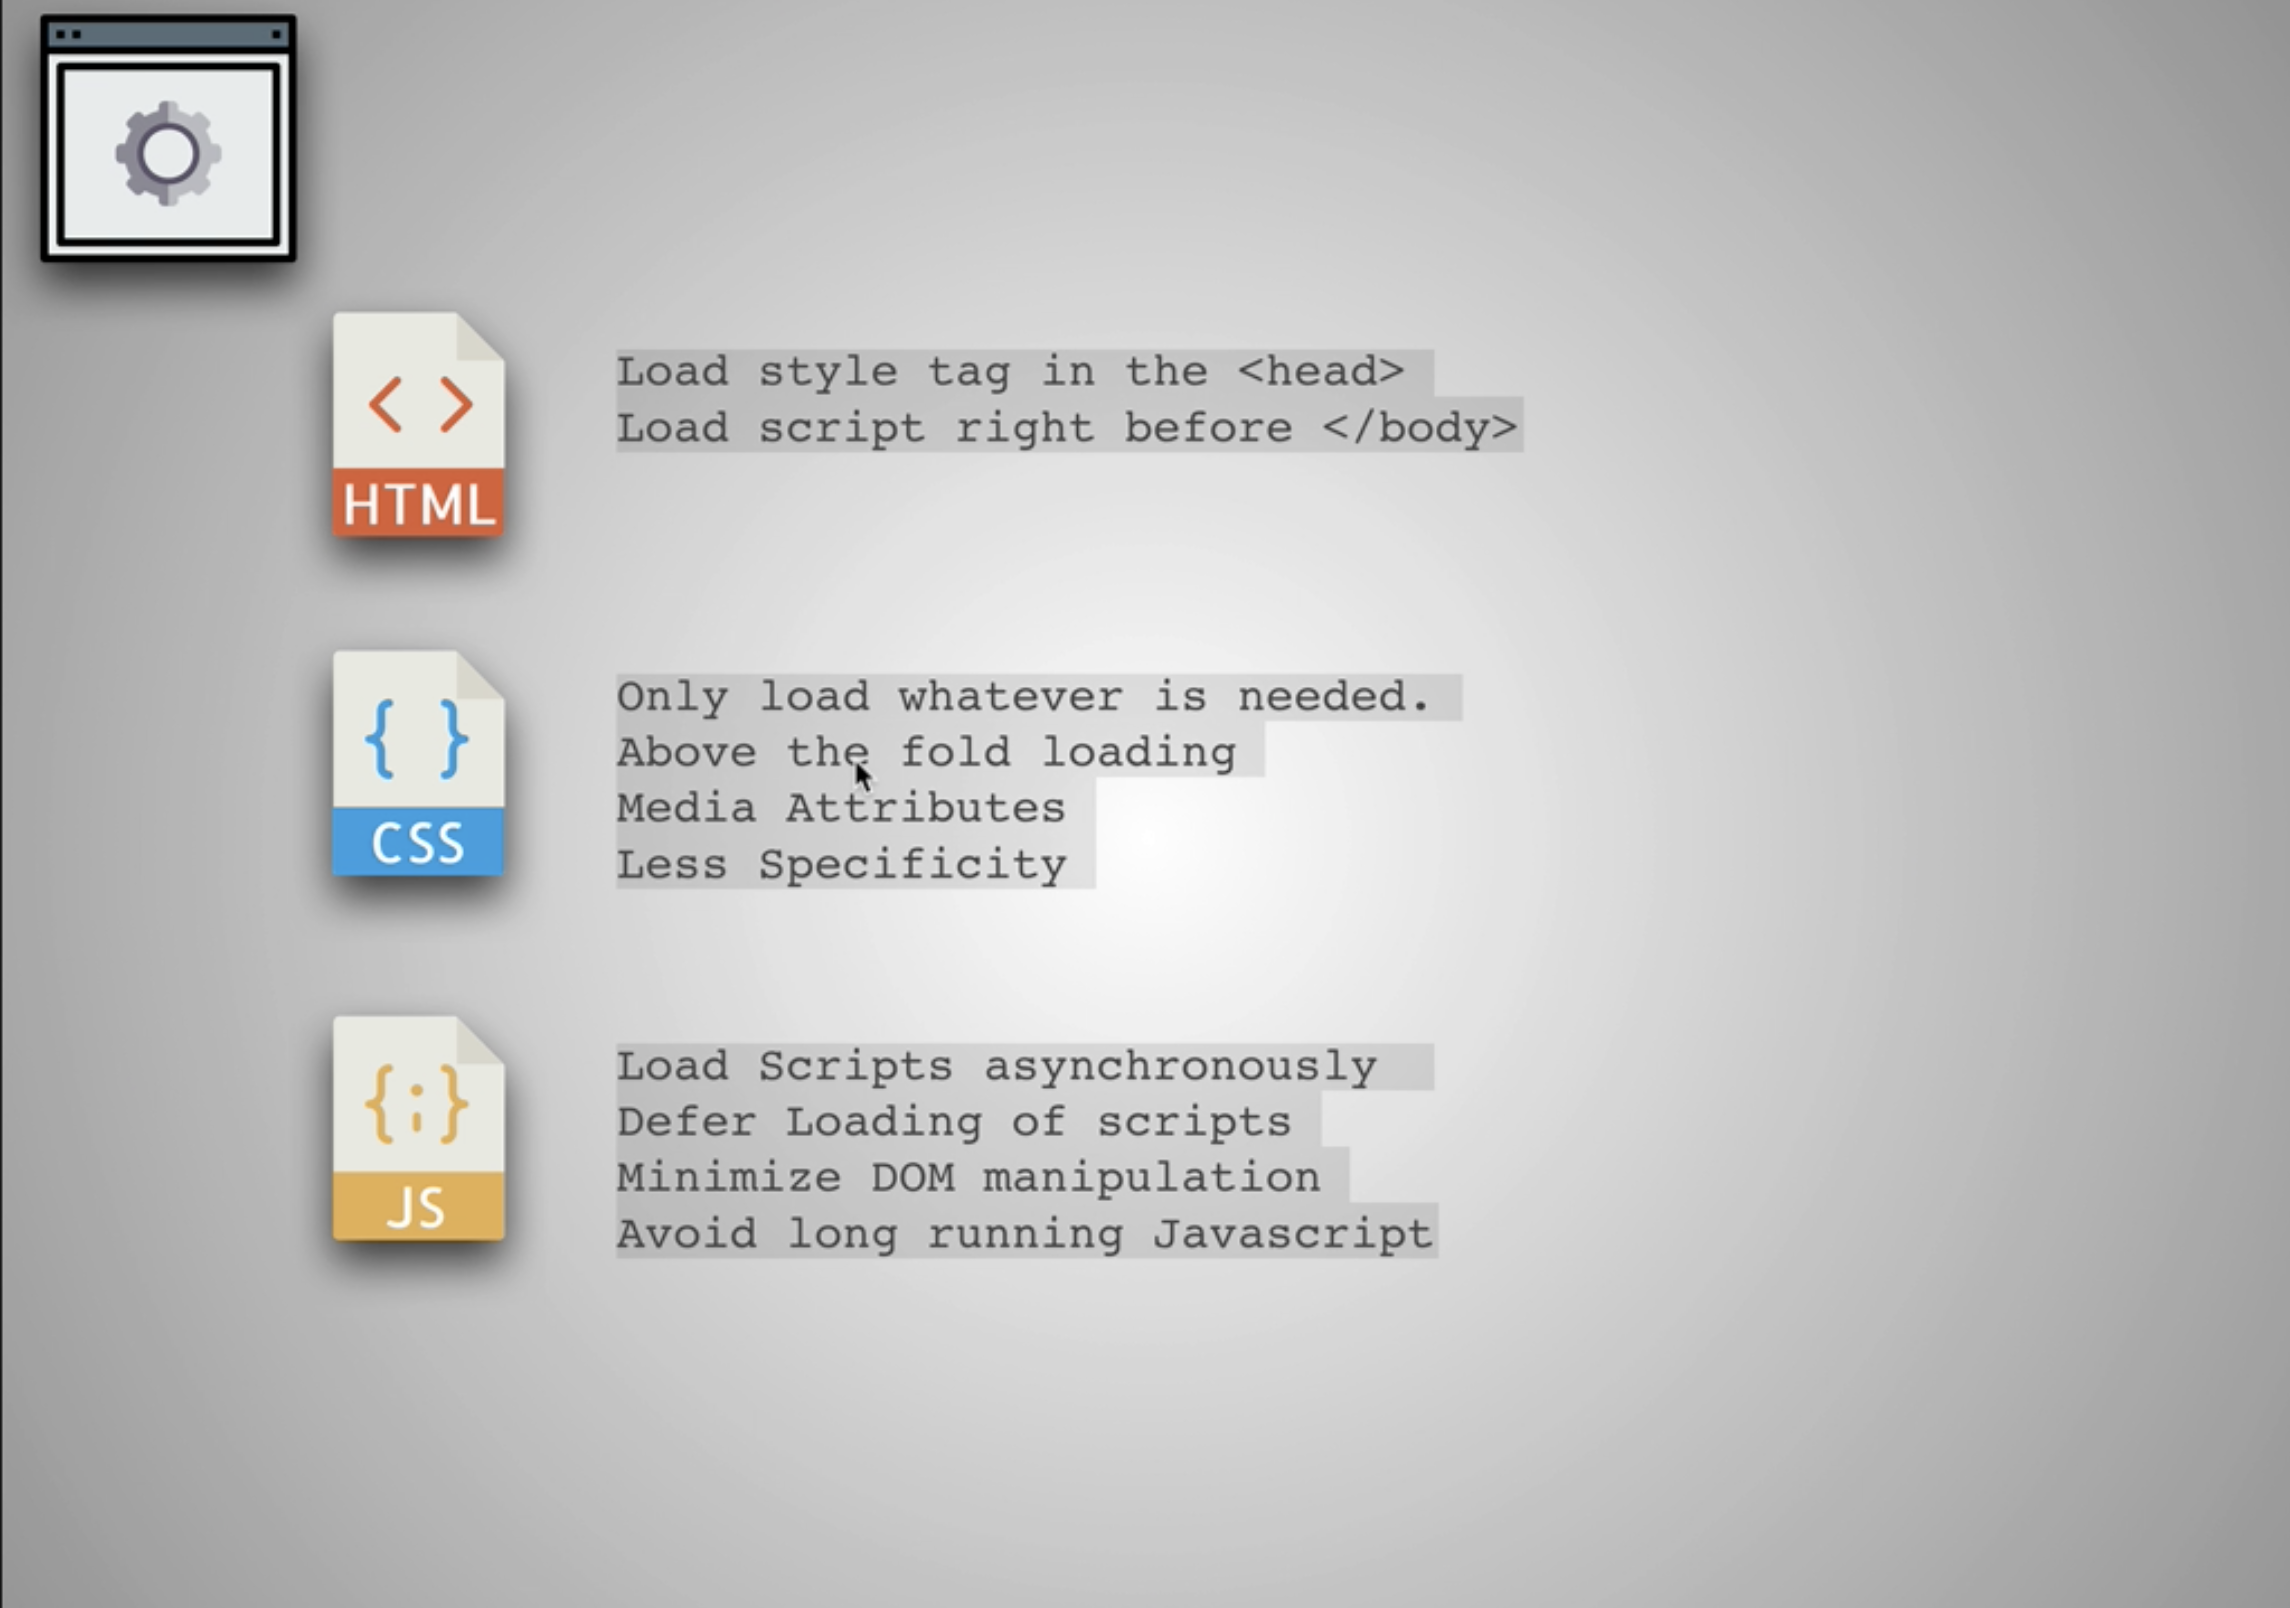 Load style tag in the <head>
Load script right before </body>
HTML
Only load whatever is needed.
Above the fold loading
Media Attributes
Less Specificity
CSS
Load Scripts asynchronously
Defer Loading of scripts
Minimize DOM manipulation
Avoid long running Javascript
JS